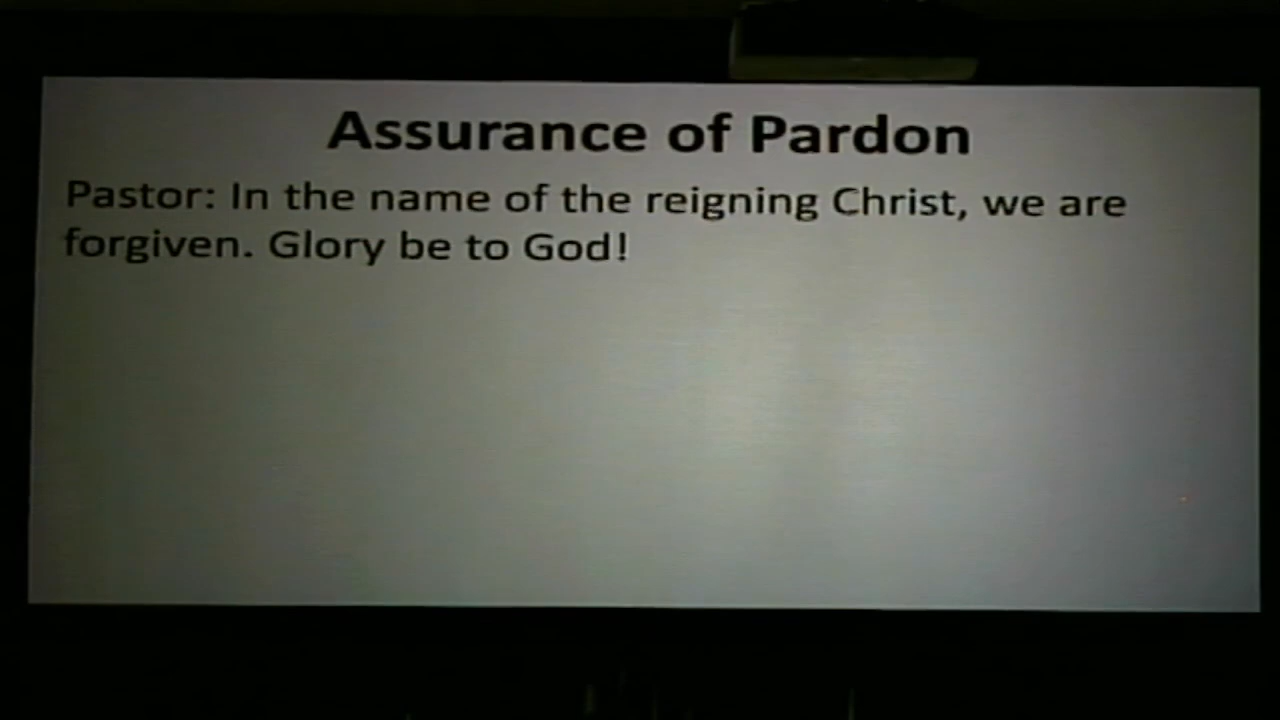 Assurance of Pardon
Pastor: In the name of the reigning Christ, we are
forgiven. Glory be to God!